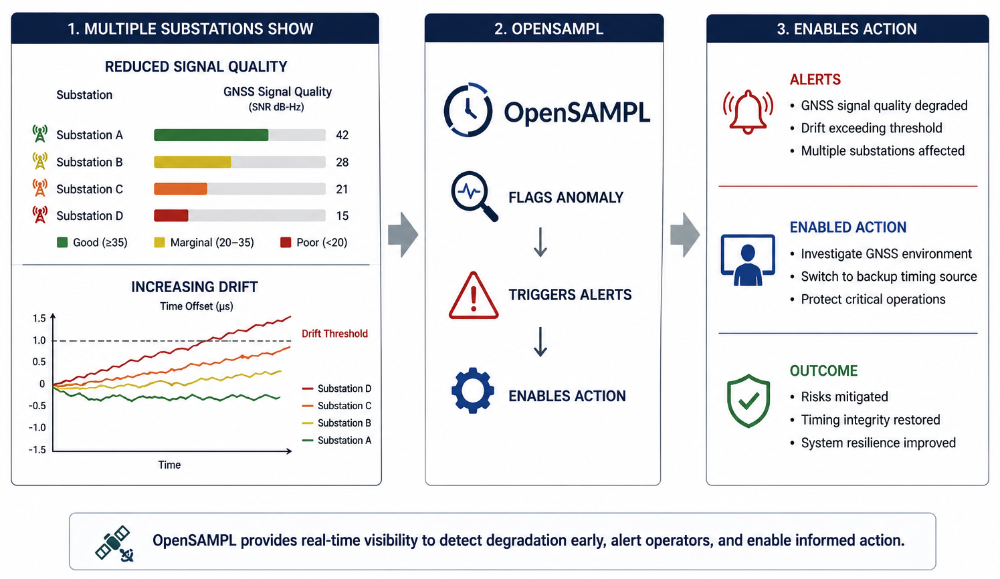 1. MULTIPLE SUBSTATIONS SHOW
REDUCED SIGNAL QUALITY
Substation
GNSS Signal Quality
(SNR dB-Hz)
Substation A 42
Substation B 28
Substation C 21
Substation D 15
Good (≥35) Marginal (20–35) Poor (<20)
INCREASING DRIFT
Time Offset (µs)
1.5
1.0
0.5
0
-0.5
-1.0
-1.5
Drift Threshold
Substation D
Substation C
Substation B
Substation A
Time
2. OPENSAMPL
OpenSAMPL
FLAGS ANOMALY
TRIGGERS ALERTS
ENABLES ACTION
3. ENABLES ACTION
ALERTS
• GNSS signal quality degraded
• Drift exceeding threshold
• Multiple substations affected
ENABLED ACTION
• Investigate GNSS environment
• Switch to backup timing source
• Protect critical operations
OUTCOME
• Risks mitigated
• Timing integrity restored
• System resilience improved
OpenSAMPL provides real-time visibility to detect degradation early, alert operators, and enable informed action.